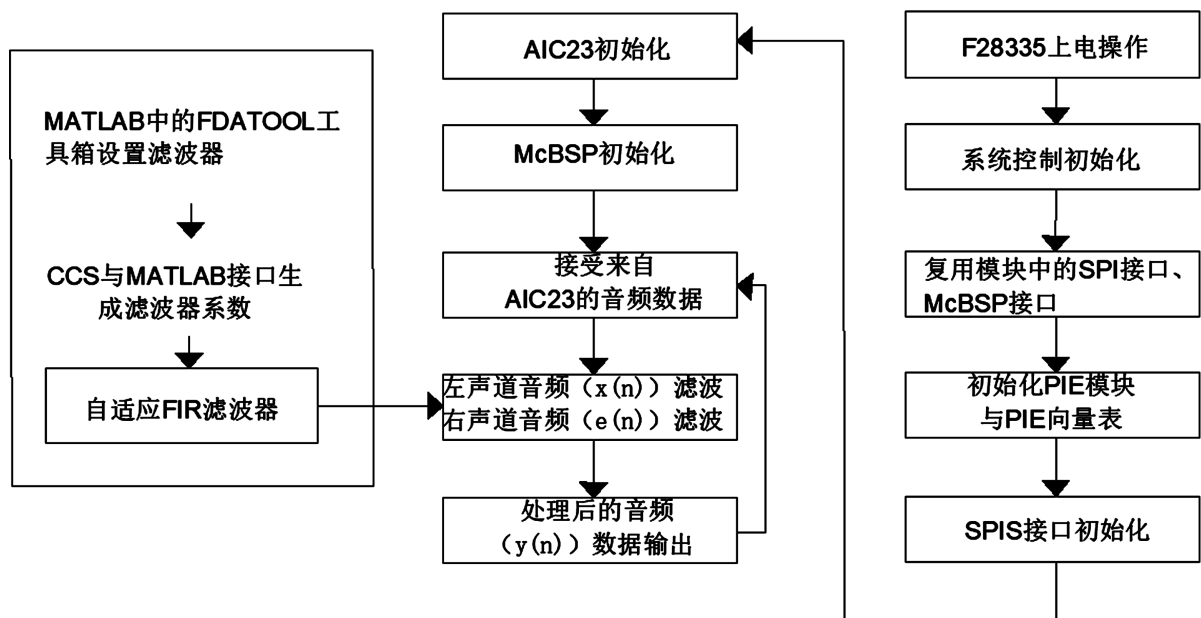 MATLAB中的FDATOOL工
具箱设置滤波器
CCS与MATLAB接口生
成滤波器系数
自适应FIR滤波器
AIC23初始化
McBSP初始化
接受来自
AIC23的音频数据
左声道音频（x(n)）滤波
右声道音频（e(n)）滤波
处理后的音频
（y(n)）数据输出
F28335上电操作
系统控制初始化
复用模块中的SPI接口、
McBSP接口
初始化PIE模块
与PIE向量表
SPIS接口初始化